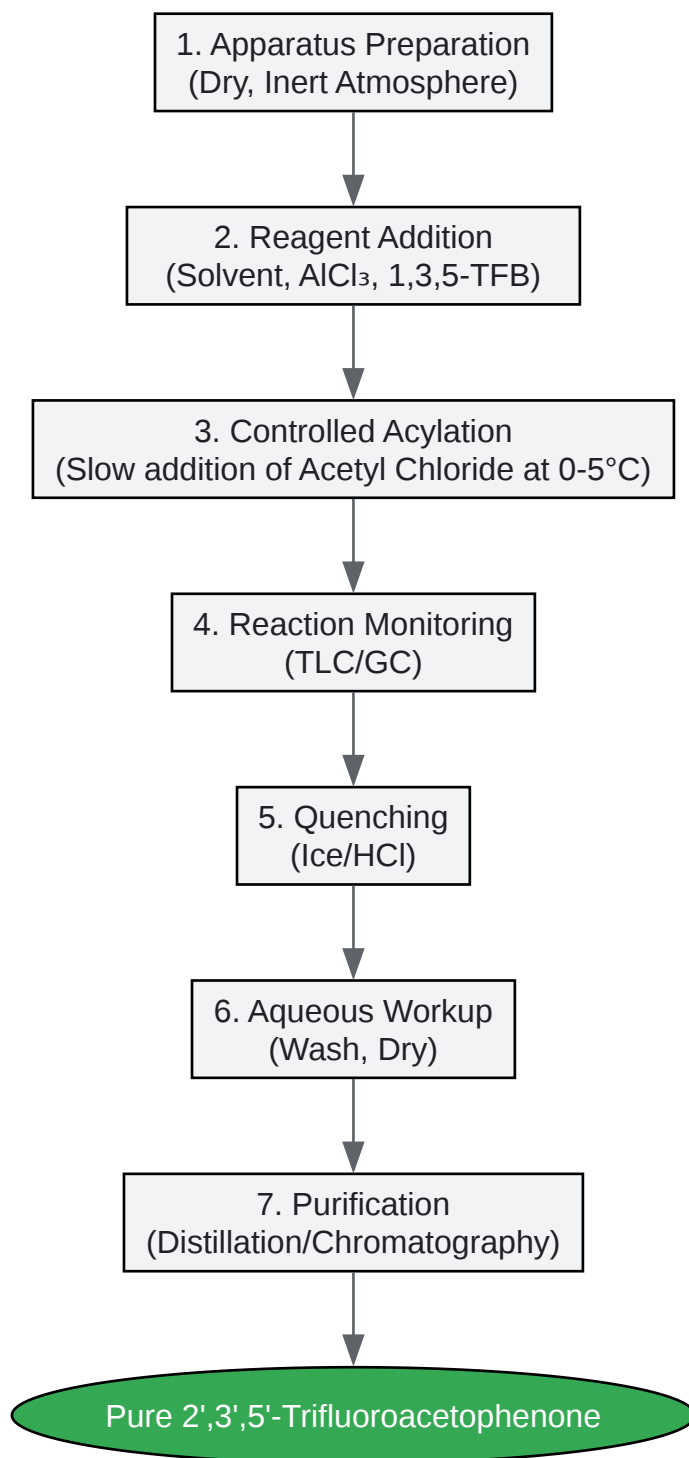 1. Apparatus Preparation
(Dry, Inert Atmosphere)
2. Reagent Addition
(Solvent, AlCl₃, 1,3,5-TFB)
3. Controlled Acylation
(Slow addition of Acetyl Chloride at 0-5°C)
4. Reaction Monitoring
(TLC/GC)
5. Quenching
(Ice/HCl)
6. Aqueous Workup
(Wash, Dry)
7. Purification
(Distillation/Chromatography)
Pure 2',3',5'-Trifluoroacetophenone